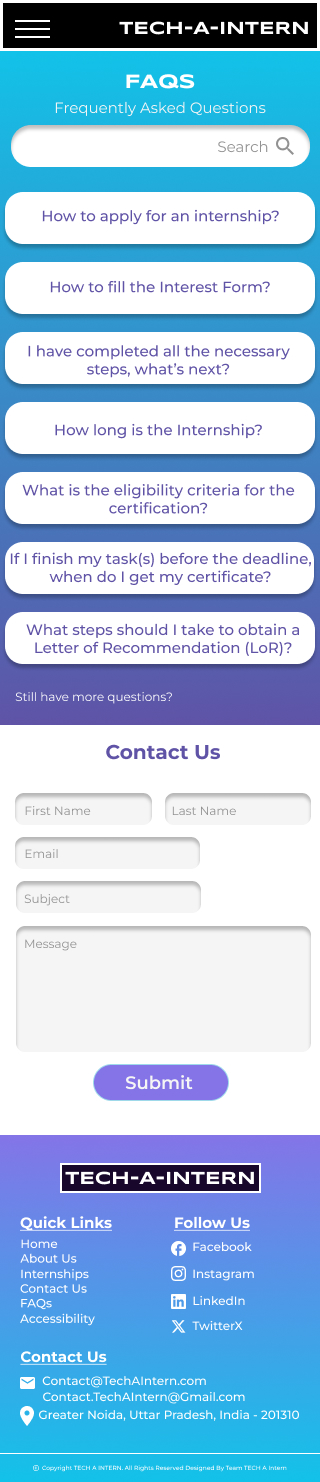 TECH-A-INTERN
FAQS
Frequently Asked Questions
Search
How to apply for an internship?
How to fill the Interest Form?
I have completed all the necessary
steps, what's next?
How long is the Internship?
What is the eligibility criteria for the
certification?
If I finish my task(s) before the deadline,
when do I get my certificate?
What steps should I take to obtain a
Letter of Recommendation (LoR)?
Still have more questions?
Contact Us
First Name
Last Name
Email
Subject
Message
Submit
TECH-A-INTERN
Quick Links
Home
About Us
Internships
Contact Us
FAQs
Accessibility
Follow Us
Facebook
Instagram
LinkedIn
TwitterX
Contact Us
Contact@TechAIntern.com
Contact.TechAIntern@Gmail.com
Greater Noida, Uttar Pradesh, India - 201310
© Copyright TECH A INTERN. All Rights Reserved Designed By Team TECH A Intern